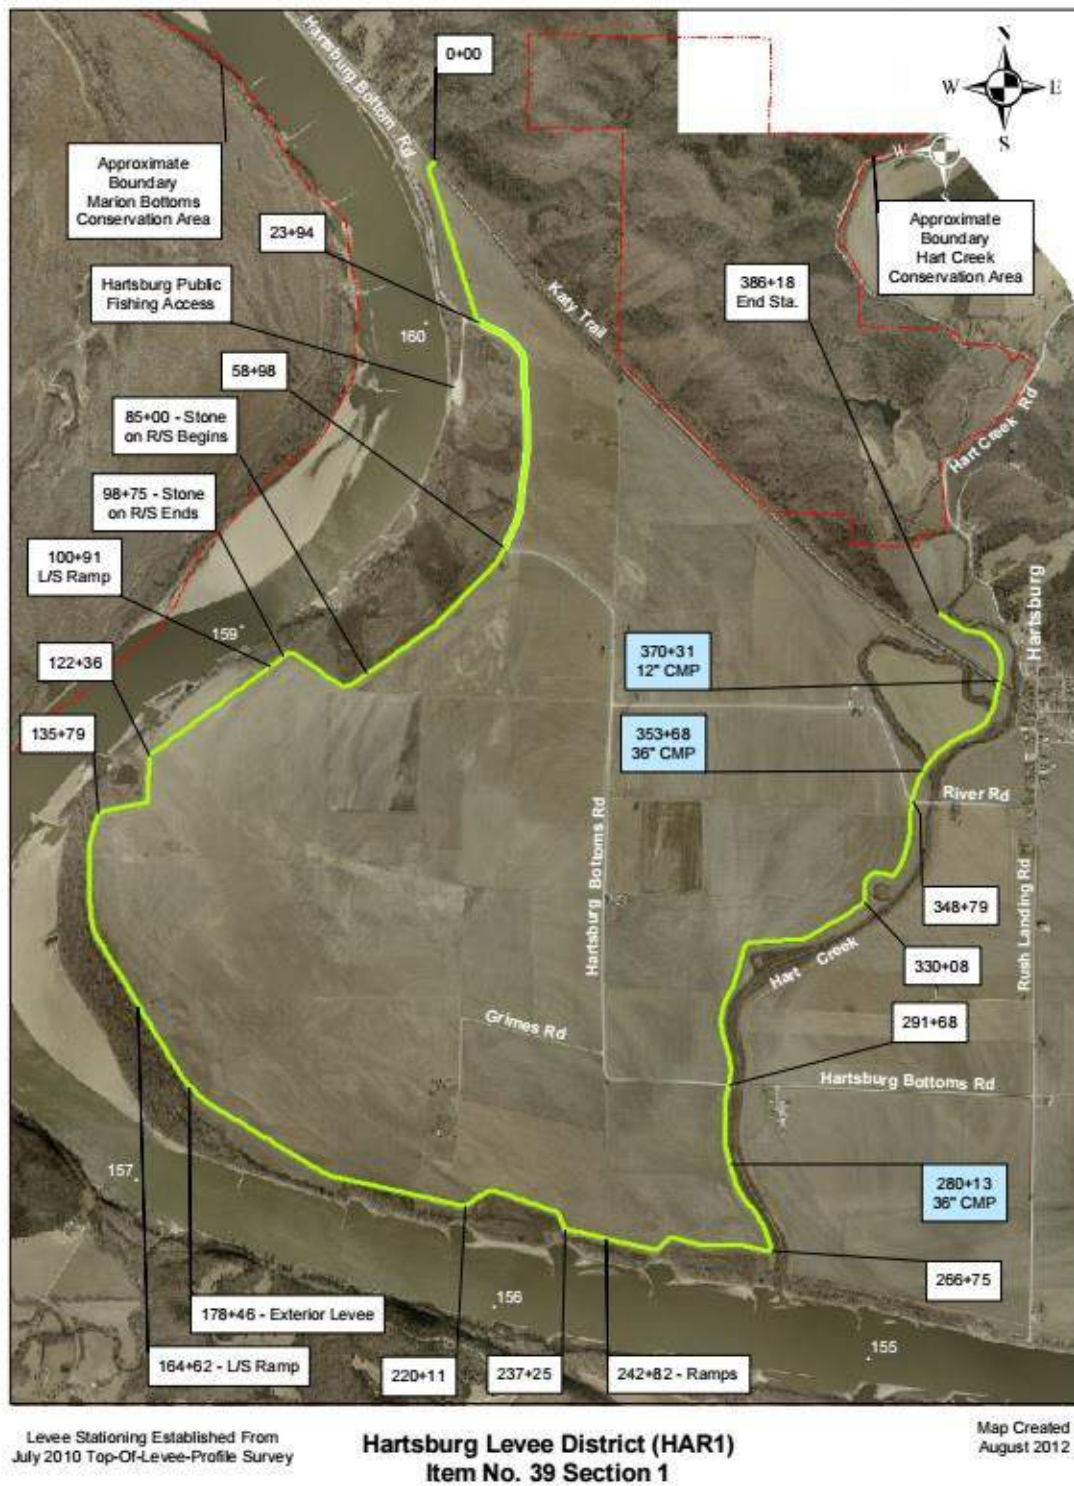 N
W
E
S
0+00
Hartsburg Bottom Rd
Approximate
Boundary
Marion Bottoms
Conservation Area
W
Approximate
Boundary
Hart Creek
Conservation Area
23+94
Hartsburg Public
Fishing Access
386+18
End Sta.
Katy Trail
160
58+98
85+00 - Stone
on R/S Begins
Hart Creek Rd
98+75 - Stone
on R/S Ends
100+91
L/S Ramp
Hartsburg
159
122+36
370+31
12" CMP
135+79
353+68
36" CMP
River Rd
Hartsburg Bottoms Rd
348+79
Rush Landing Rd
330+08
Hart Creek
291+68
Grimes Rd
Hartsburg Bottoms Rd
157
280+13
36" CMP
266+75
156
178+46 - Exterior Levee
155
164+62 - L/S Ramp
220+11
237+25
242+82 - Ramps
Levee Stationing Established From
July 2010 Top-Of-Levee-Profile Survey
Hartsburg Levee District (HAR1)
Item No. 39 Section 1
Map Created
August 2012